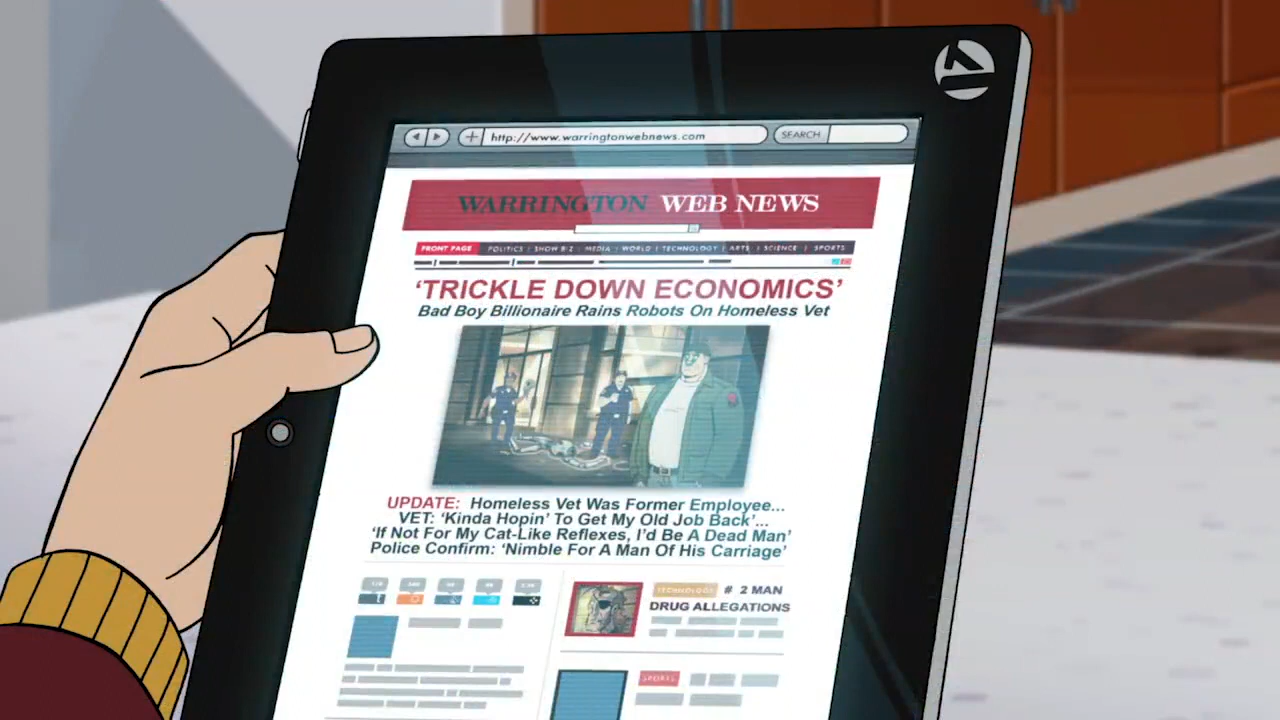 http://www.warringtonwebnews.com
SEARCH
WARRINGTON WEB NEWS
FRONT PAGE POLITICS | SHOW BIZ | MEDIA | WORLD | TECHNOLOGY | ARTS | SCIENCE | SPORTS
‘TRICKLE DOWN ECONOMICS’
Bad Boy Billionaire Rains Robots On Homeless Vet
UPDATE: Homeless Vet Was Former Employee...
VET: ‘Kinda Hopin’ To Get My Old Job Back’...
‘If Not For My Cat-Like Reflexes, I’d Be A Dead Man’
Police Confirm: ‘Nimble For A Man Of His Carriage’
TECHNOLOGY # 2 MAN
DRUG ALLEGATIONS
SPORTS